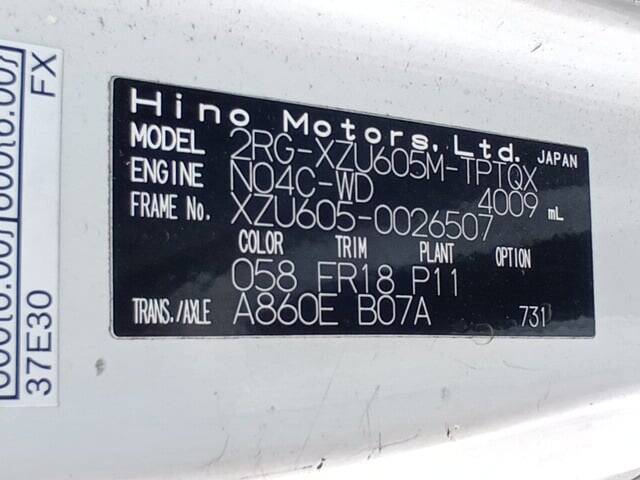 Hino Motors, Ltd. JAPAN
MODEL 2RG-XZU605M-TPTQX
ENGINE N04C-WD 4009 mL
FRAME No. XZU605-0026507
COLOR TRIM PLANT OPTION
058 FR18 P11
TRANS./AXLE A860E B07A 731
37E30 FX